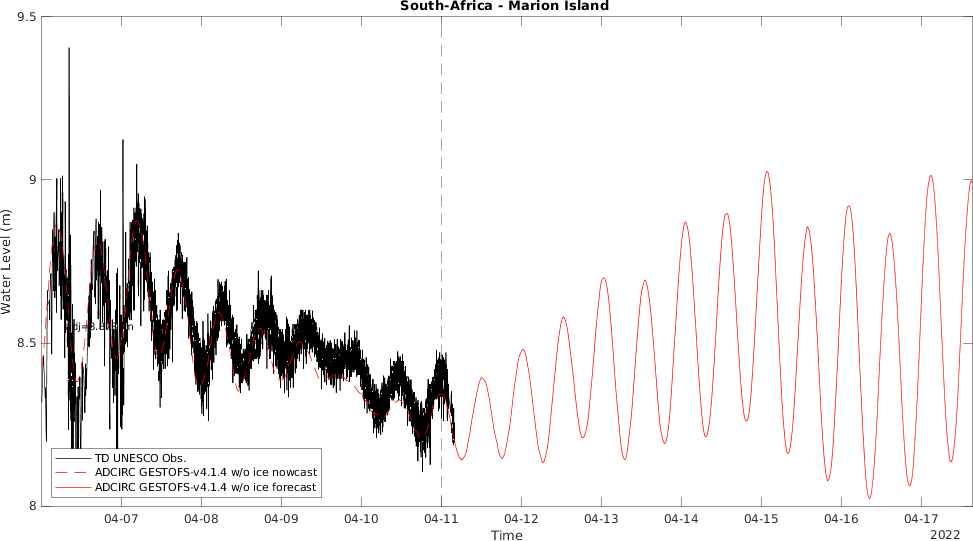 South-Africa - Marion Island
9.5
9
8.5
8
Water Level (m)
TD UNESCO Obs.
ADCIRC GESTOFS-v4.1.4 w/o ice nowcast
ADCIRC GESTOFS-v4.1.4 w/o ice forecast
04-07 04-08 04-09 04-10 04-11 04-12 04-13 04-14 04-15 04-16 04-17
Time
2022